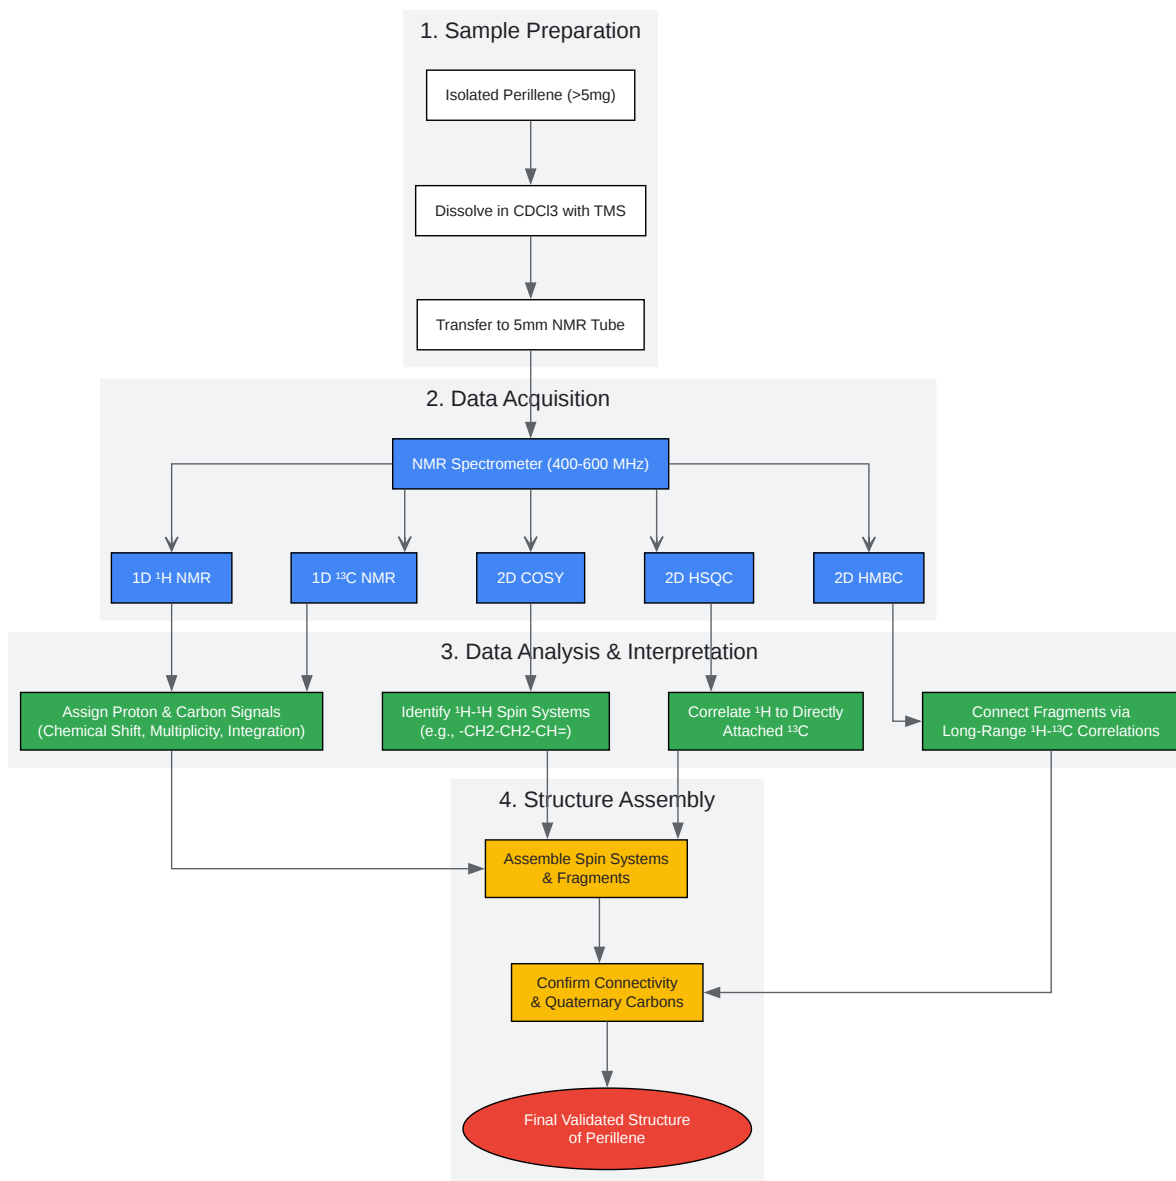 1. Sample Preparation
Isolated Perillene (>5mg)
Dissolve in CDCl3 with TMS
Transfer to 5mm NMR Tube
2. Data Acquisition
NMR Spectrometer (400-600 MHz)
1D ¹H NMR
1D ¹³C NMR
2D COSY
2D HSQC
2D HMBC
3. Data Analysis & Interpretation
Assign Proton & Carbon Signals
(Chemical Shift, Multiplicity, Integration)
Identify ¹H-¹H Spin Systems
(e.g., -CH2-CH2-CH=)
Correlate ¹H to Directly
Attached ¹³C
Connect Fragments via
Long-Range ¹H-¹³C Correlations
4. Structure Assembly
Assemble Spin Systems
& Fragments
Confirm Connectivity
& Quaternary Carbons
Final Validated Structure
of Perillene